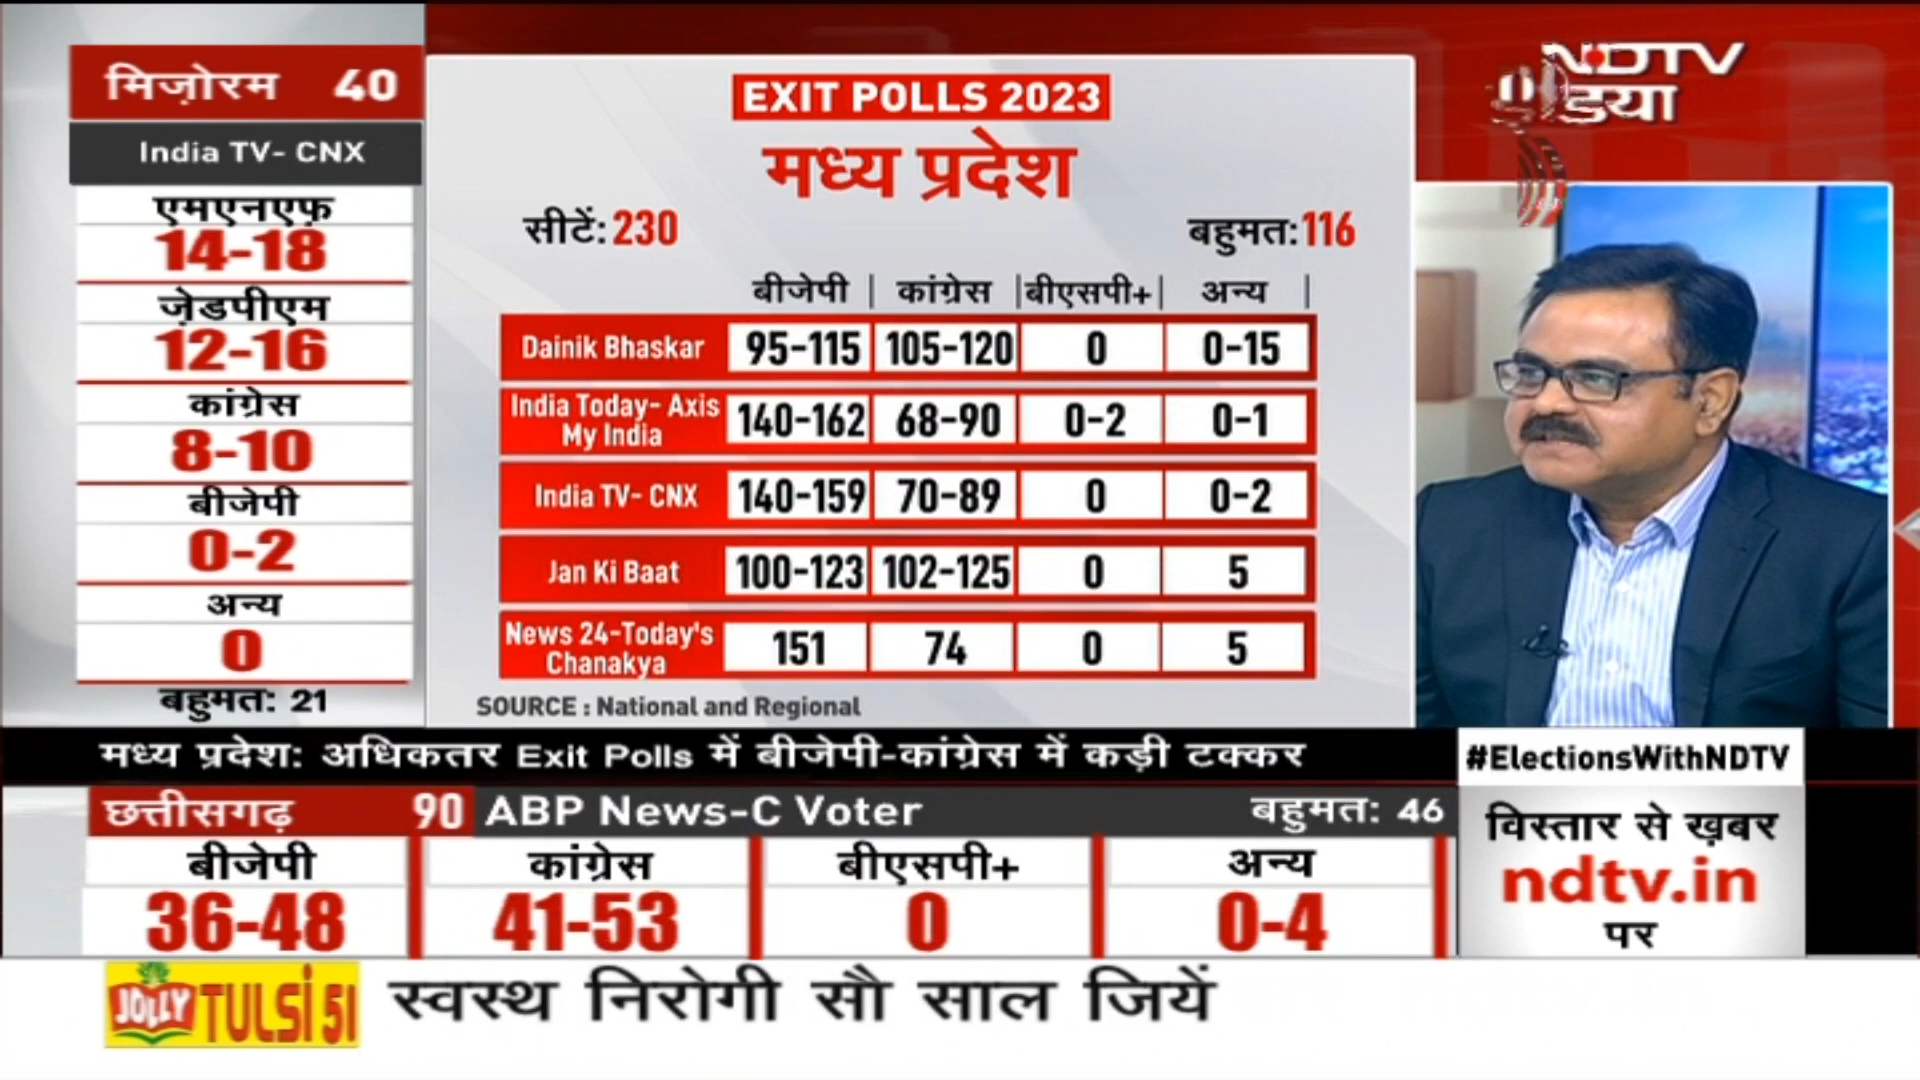 मिज़ोरम 40
India TV- CNX
एमएनएफ़
14-18
ज़ेडपीएम
12-16
कांग्रेस
8-10
बीजेपी
0-2
अन्य
0
बहुमत: 21
EXIT POLLS 2023
मध्य प्रदेश
सीटें: 230 बहुमत: 116
बीजेपी | कांग्रेस | बीएसपी+ | अन्य |
Dainik Bhaskar 95-115 105-120 0 0-15
India Today- Axis My India 140-162 68-90 0-2 0-1
India TV- CNX 140-159 70-89 0 0-2
Jan Ki Baat 100-123 102-125 0 5
News 24-Today's Chanakya 151 74 0 5
SOURCE : National and Regional
NDTV
डिया
मध्य प्रदेश: अधिकतर Exit Polls में बीजेपी-कांग्रेस में कड़ी टक्कर
#ElectionsWithNDTV
छत्तीसगढ़ 90 ABP News-C Voter बहुमत: 46
बीजेपी कांग्रेस बीएसपी+ अन्य
36-48 41-53 0 0-4
विस्तार से ख़बर
ndtv.in
पर
JOLLY TULSI 51 स्वस्थ निरोगी सौ साल जियें